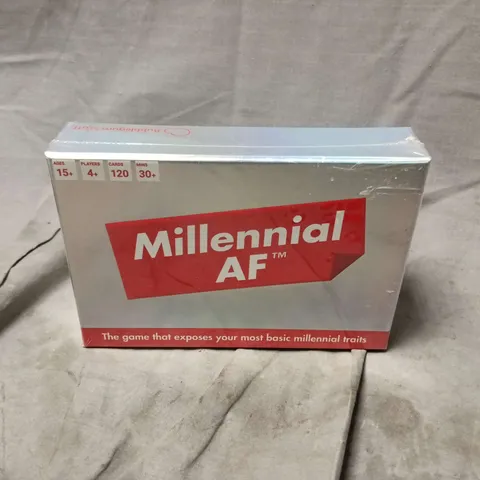 AGES PLAYERS CARDS MINS
15+ 4+ 120 30+
Millennial
AF™
The game that exposes your most basic millennial traits